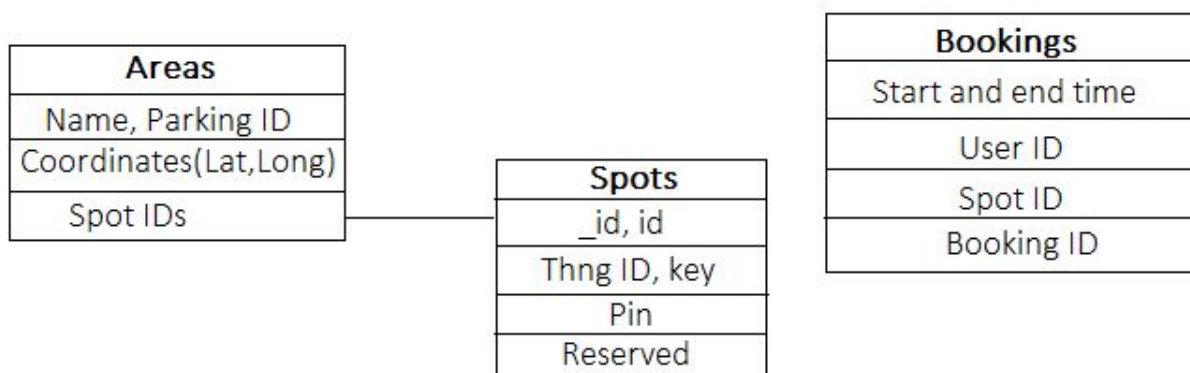 Areas
Name, Parking ID
Coordinates(Lat,Long)
Spot IDs
Spots
_id, id
Thng ID, key
Pin
Reserved
Bookings
Start and end time
User ID
Spot ID
Booking ID